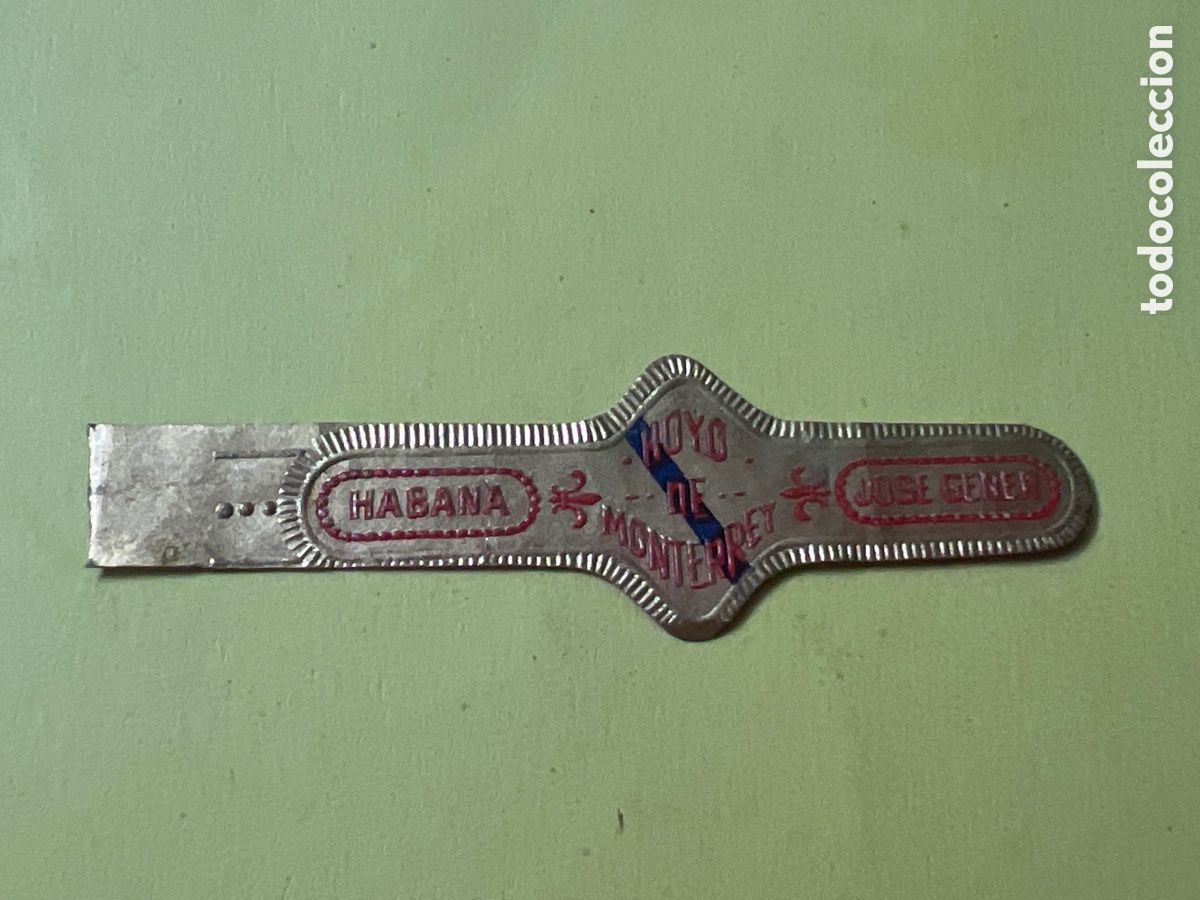 HABANA
HOYO
DE
MONTERREY
JOSE GENER
todocoleccion